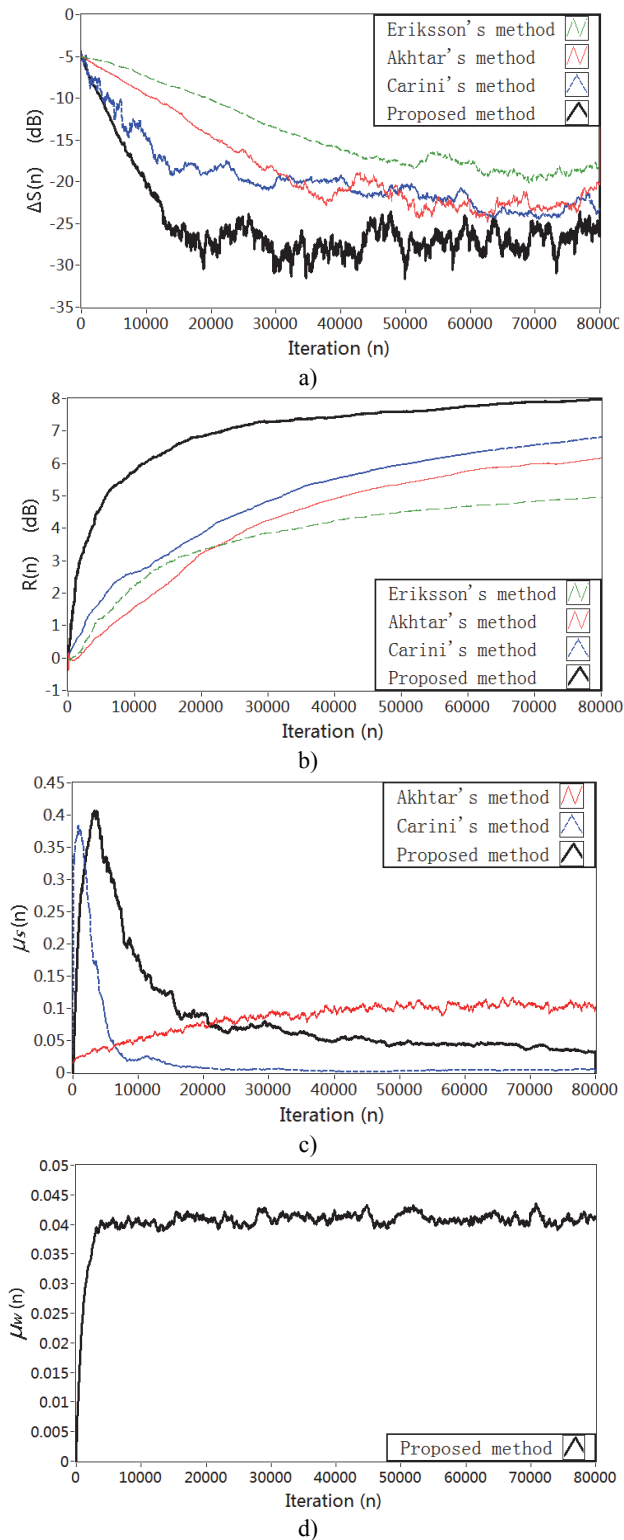 Eriksson's method
Akhtar's method
Carini's method
Proposed method
ΔS(n) (dB)
-5
-5
-10
-15
-20
-25
-30
-35
0 10000 20000 30000 40000 50000 60000 70000 80000
Iteration (n)
a)
R(n) (dB)
8
7
6
5
4
3
2
1
0
-1
Eriksson's method
Akhtar's method
Carini's method
Proposed method
0 10000 20000 30000 40000 50000 60000 70000 80000
Iteration (n)
b)
Akhtar's method
Carini's method
Proposed method
μs(n)
0.45
0.4
0.35
0.3
0.25
0.2
0.15
0.1
0.05
0
0 10000 20000 30000 40000 50000 60000 70000 80000
Iteration (n)
c)
μw(n)
0.05
0.045
0.04
0.035
0.03
0.025
0.02
0.015
0.01
0.005
0
Proposed method
0 10000 20000 30000 40000 50000 60000 70000 80000
Iteration (n)
d)